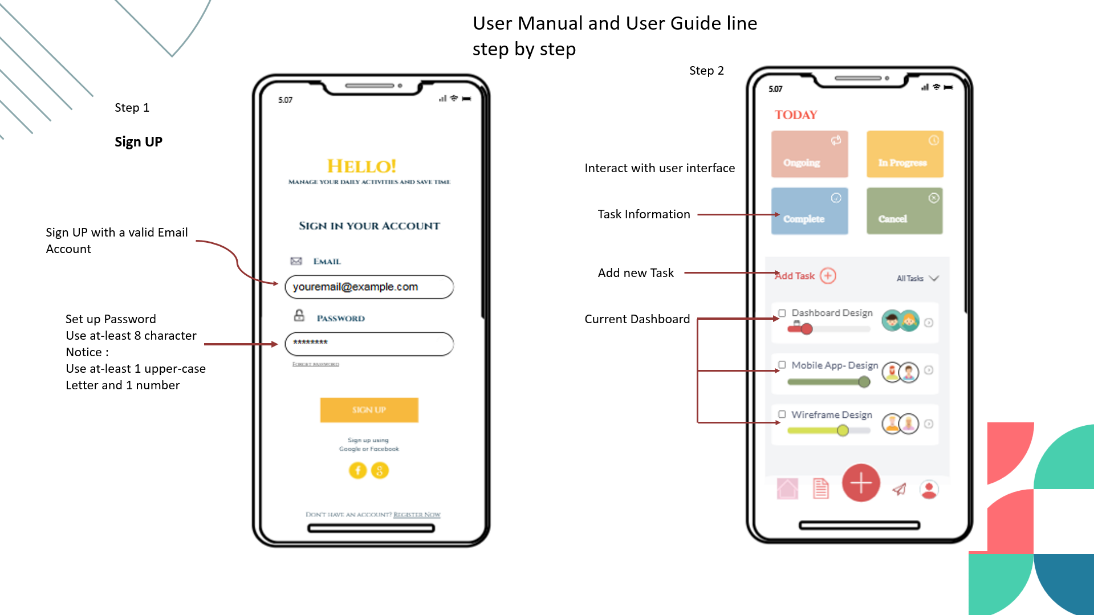 User Manual and User Guide line
step by step
Step 1
Sign UP
Sign UP with a valid Email
Account
Set up Password
Use at-least 8 character
Notice :
Use at-least 1 upper-case
Letter and 1 number
5.07
HELLO!
MANAGE YOUR DAILY ACTIVITIES AND SAVE TIME
SIGN IN YOUR ACCOUNT
EMAIL
youremail@example.com
PASSWORD
********
FORGOT PASSWORD
SIGN UP
Sign up using
Google or Facebook
f g
DON'T HAVE AN ACCOUNT? REGISTER NOW
Step 2
Interact with user interface
Task Information
Add new Task
Current Dashboard
5.07
TODAY
Ongoing
In Progress
Complete
Cancel
Add Task
All Tasks
Dashboard Design
Mobile App- Design
Wireframe Design